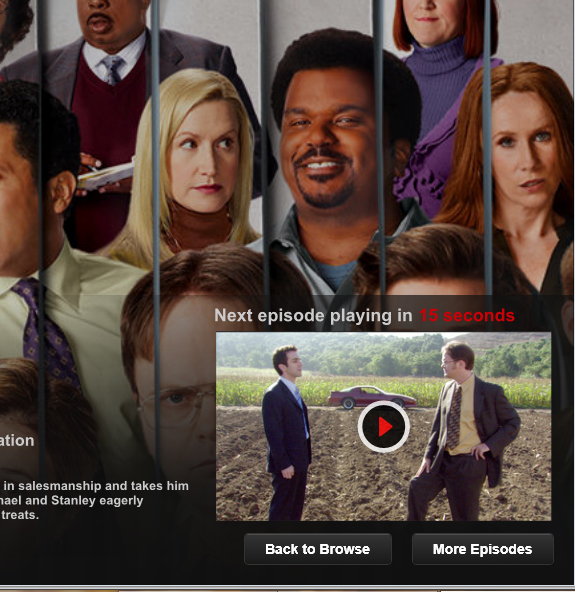 Next episode playing in 15 seconds
ation
in salesmanship and takes him
hael and Stanley eagerly
treats.
Back to Browse
More Episodes